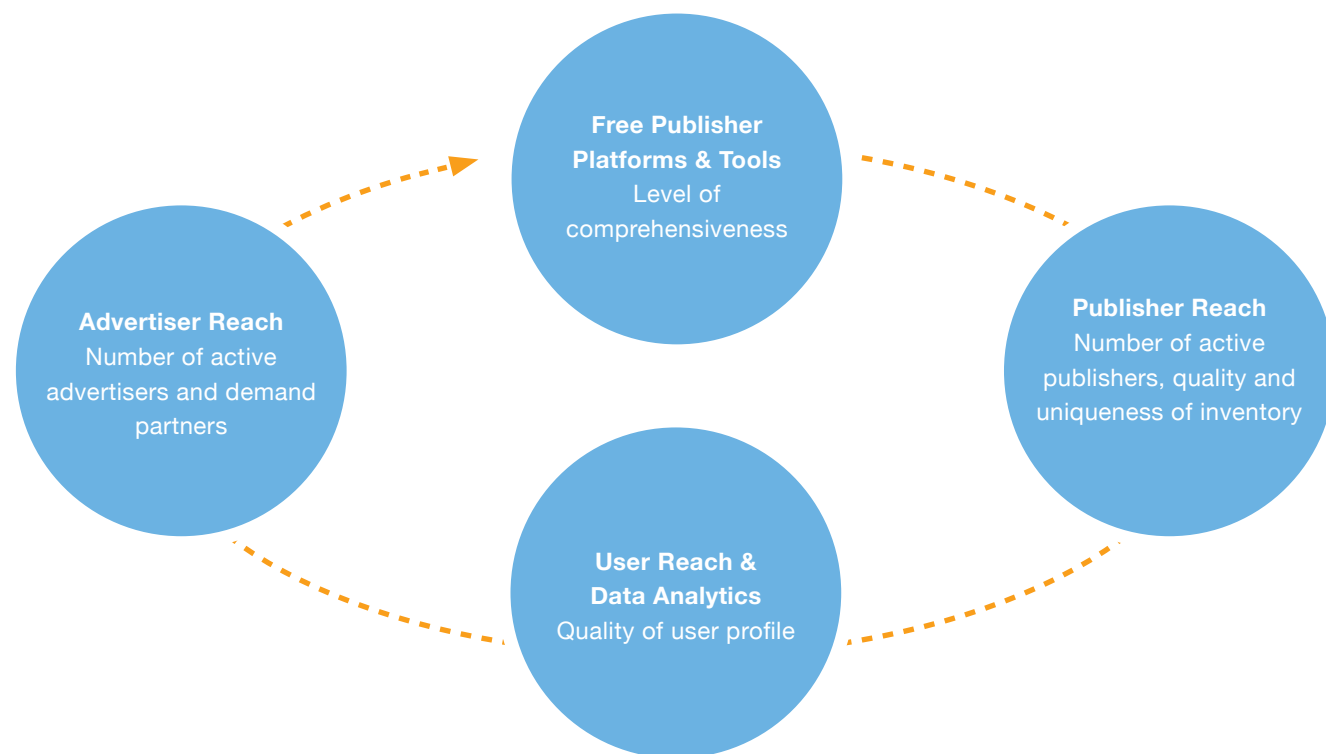 Free Publisher
Platforms & Tools
Level of
comprehensiveness
Advertiser Reach
Number of active
advertisers and demand
partners
Publisher Reach
Number of active
publishers, quality and
uniqueness of inventory
User Reach &
Data Analytics
Quality of user profile